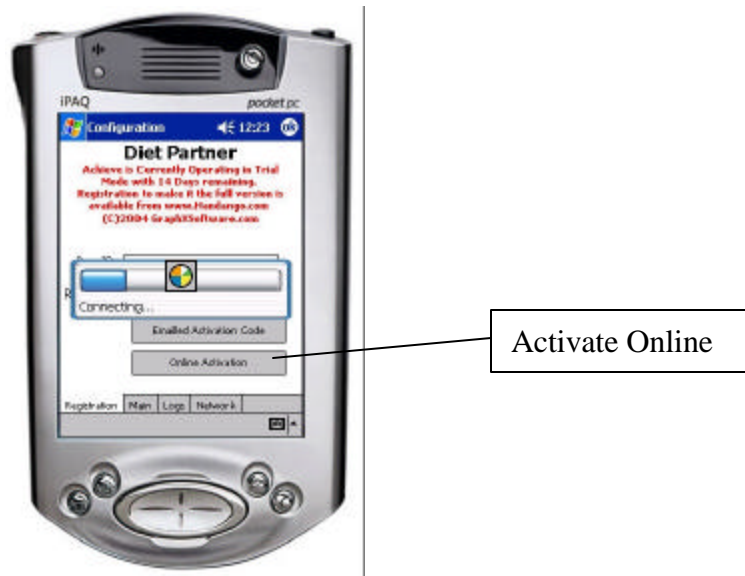 iPAQ pocket pc
Configuration 12:23 ok
Diet Partner
Achieve is Currently Operating in Trial
Mode with 14 Days remaining.
Registration to make it the full version is
available from www.Handango.com
(C)2004 GraphXSoftware.com
Connecting...
Emailed Activation Code
Online Activation
Activate Online
Registration Main Logs Network